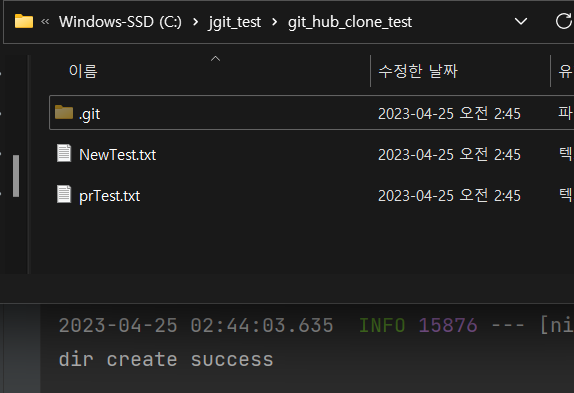 « Windows-SSD (C:) > jgit_test > git_hub_clone_test
이름 수정한 날짜 유
.git 2023-04-25 오전 2:45 파
NewTest.txt 2023-04-25 오전 2:45 텍
prTest.txt 2023-04-25 오전 2:45 텍
2023-04-25 02:44:03.635 INFO 15876 --- [ni
dir create success